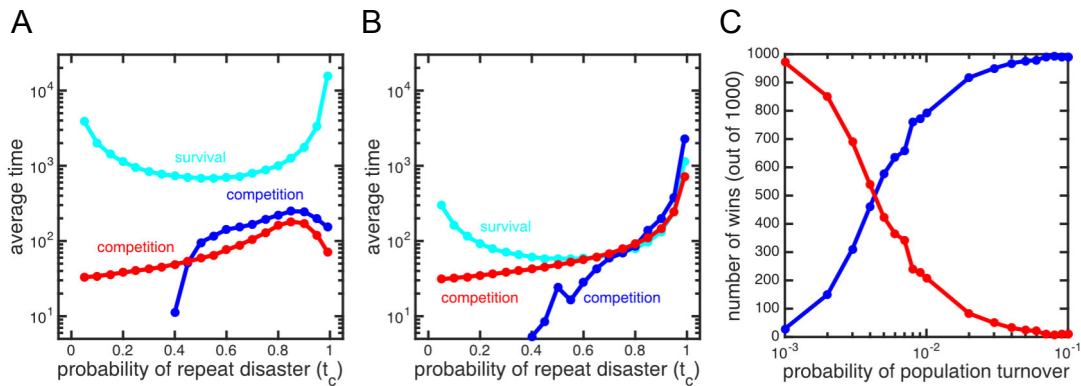 A
B
C
10^4
10^3
10^2
10^1
average time
survival
competition
competition
0
0.2
0.4
0.6
0.8
1
probability of repeat disaster (t_c)
10^4
10^3
10^2
10^1
average time
survival
competition
competition
0
0.2
0.4
0.6
0.8
1
probability of repeat disaster (t_c)
1000
900
800
700
600
500
400
300
200
100
0
number of wins (out of 1000)
10^-3
10^-2
10^-1
probability of population turnover